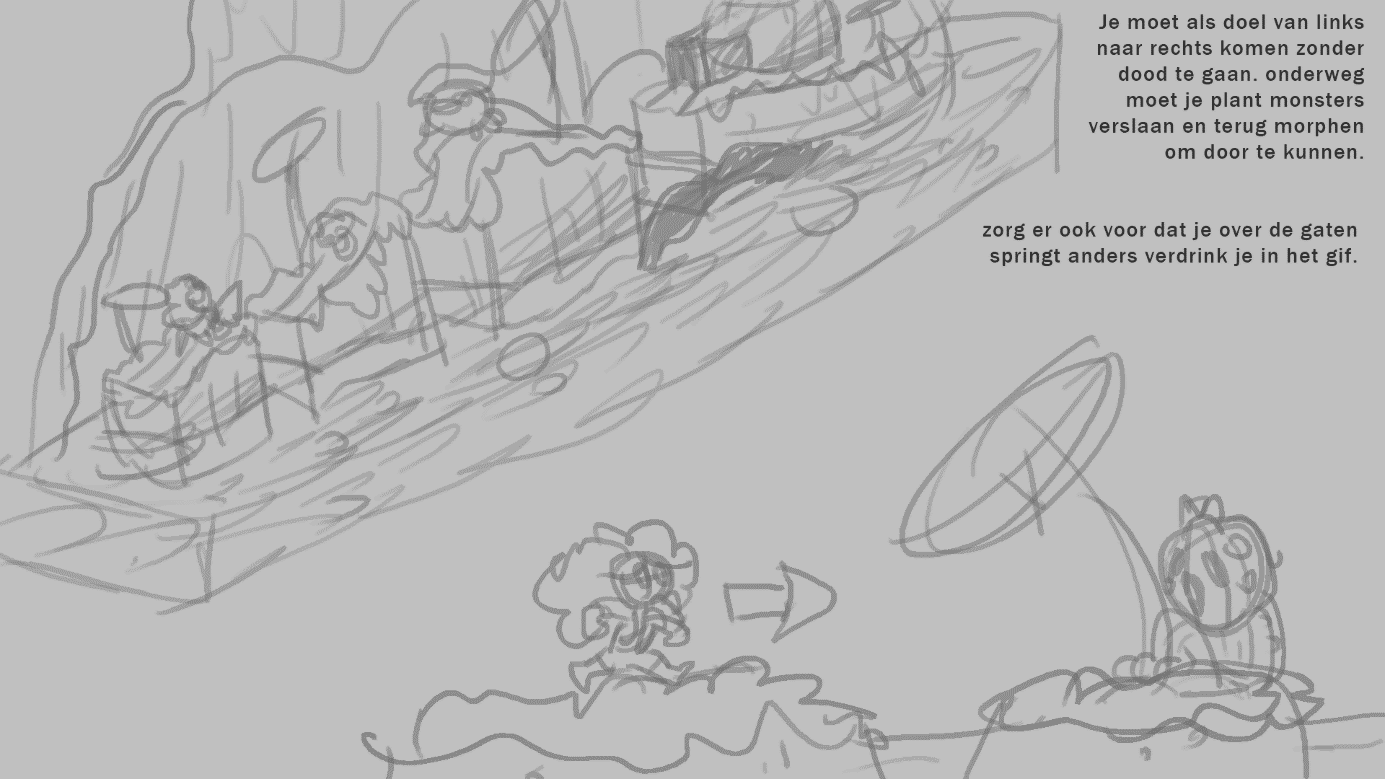 Je moet als doel van links
naar rechts komen zonder
dood te gaan. onderweg
moet je plant monsters
verslaan en terug morphen
om door te kunnen.
zorg er ook voor dat je over de gaten
springt anders verdrink je in het gif.